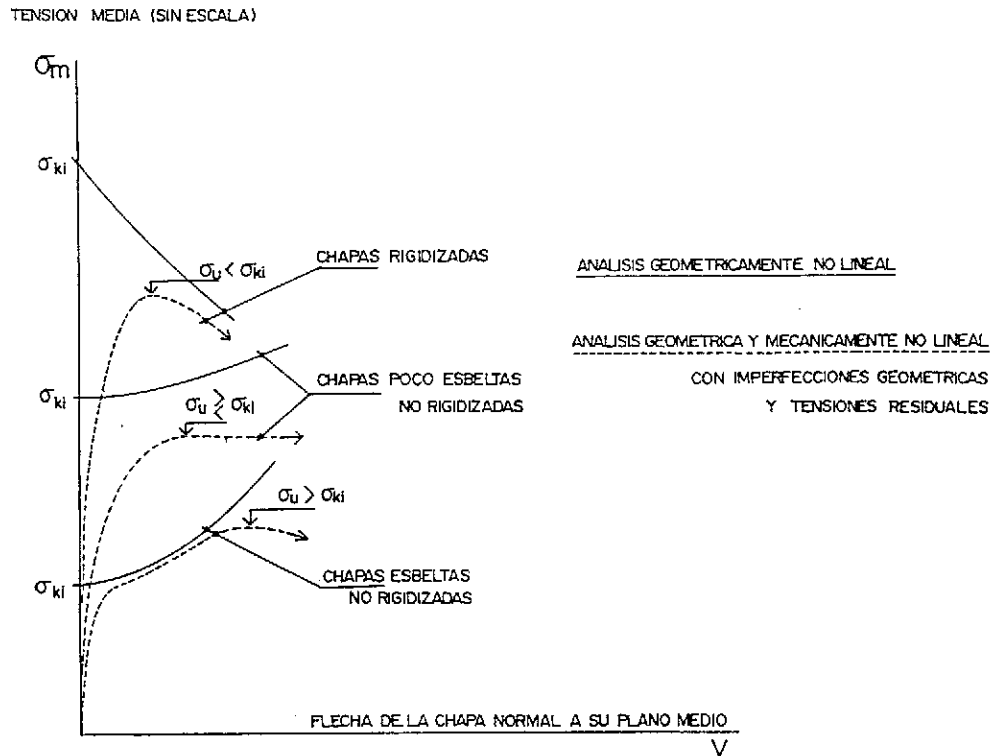 TENSION MEDIA (SIN ESCALA)
σm
σki
σu < σki
CHAPAS RIGIDIZADAS
ANALISIS GEOMETRICAMENTE NO LINEAL
ANALISIS GEOMETRICA Y MECANICAMENTE NO LINEAL
CON IMPERFECCIONES GEOMETRICAS
Y TENSIONES RESIDUALES
σki
σu ≷ σki
CHAPAS POCO ESBELTAS
NO RIGIDIZADAS
σu > σki
σki
CHAPAS ESBELTAS
NO RIGIDIZADAS
FLECHA DE LA CHAPA NORMAL A SU PLANO MEDIO
V